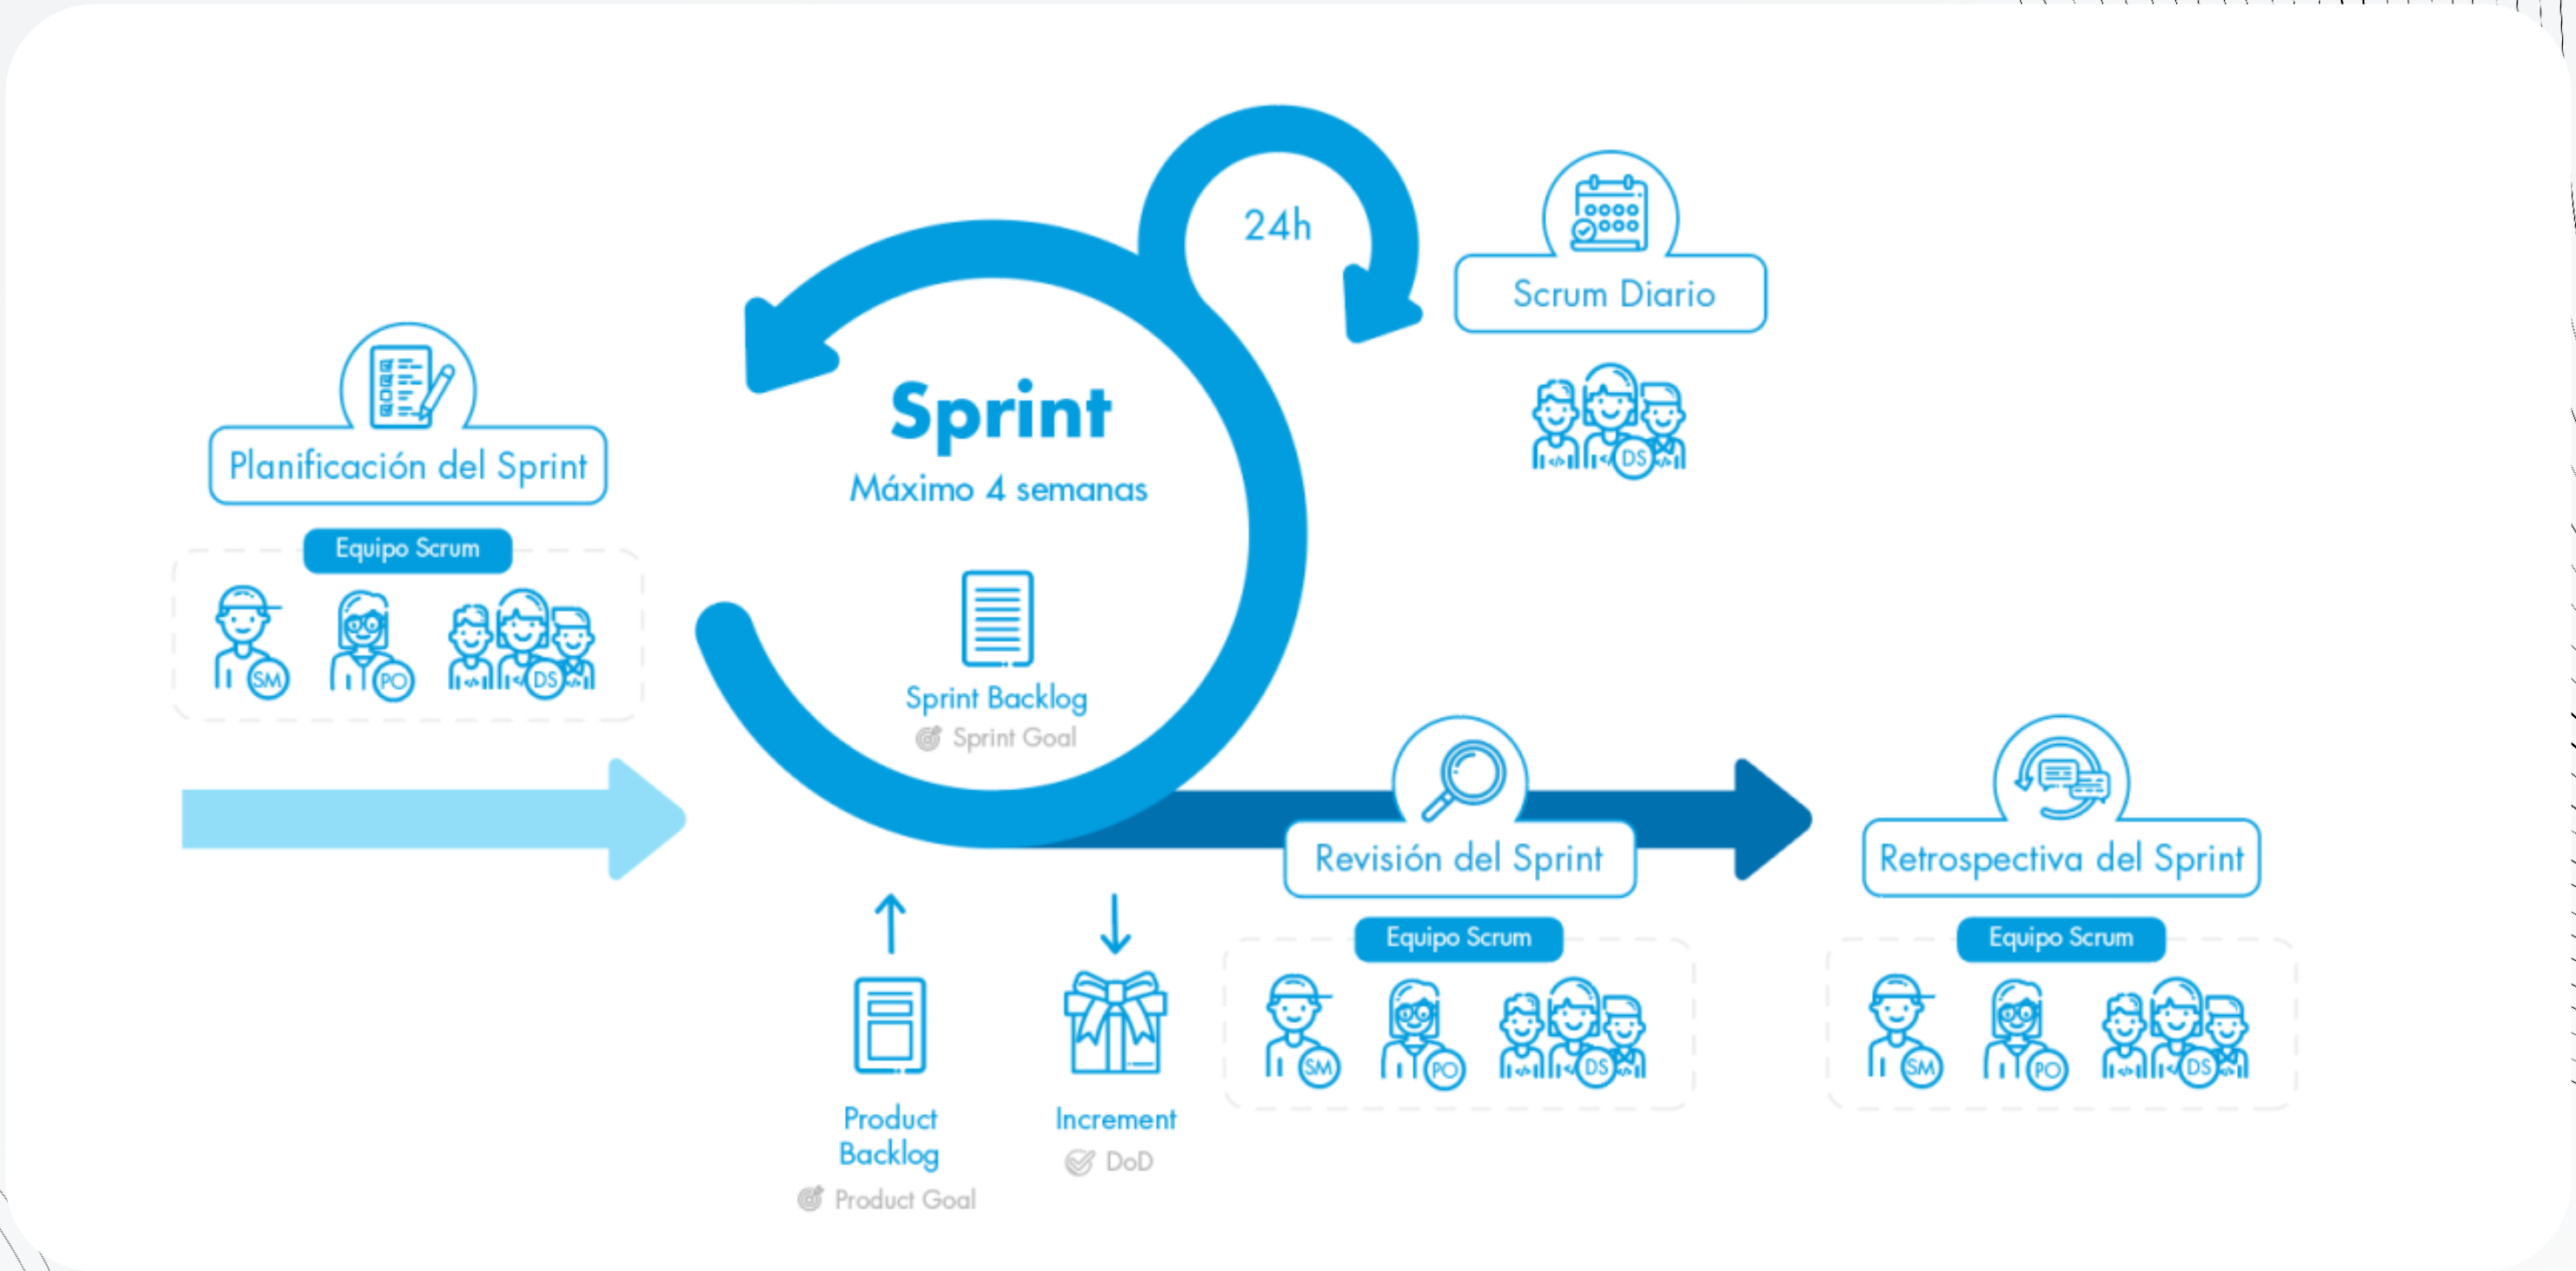 24h
Scrum Diario
DS
Planificación del Sprint
Equipo Scrum
SM
PO
DS
Sprint
Máximo 4 semanas
Sprint Backlog
Sprint Goal
Revisión del Sprint
Equipo Scrum
SM
PO
DS
Retrospectiva del Sprint
Equipo Scrum
SM
PO
DS
Product
Backlog
Product Goal
Increment
DoD